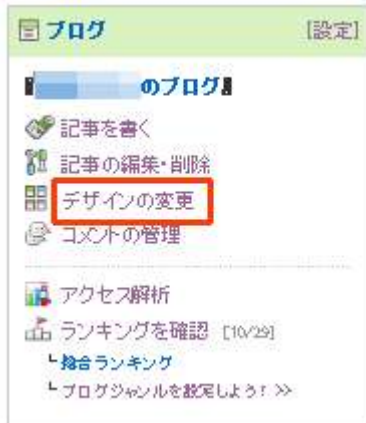 ブログ [設定]
のブログ
記事を書く
記事の編集・削除
デザインの変更
コメントの管理
アクセス解析
ランキングを確認 [10/29]
総合ランキング
ブログジャンルを設定しよう! >>